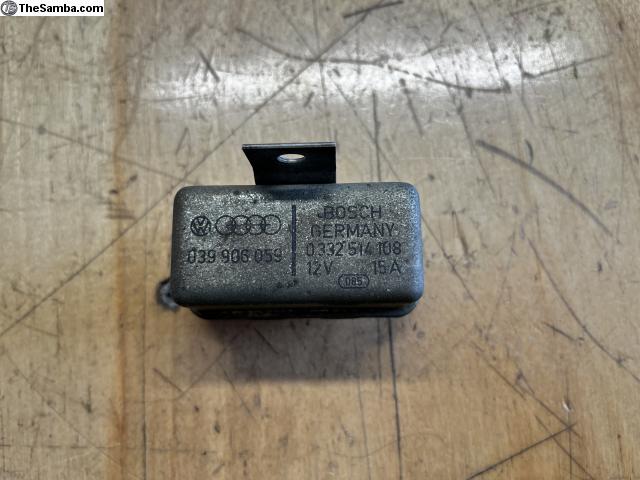 TheSamba.com
039 906 059
BOSCH
GERMANY
0 332 514 108
12V 15A
085